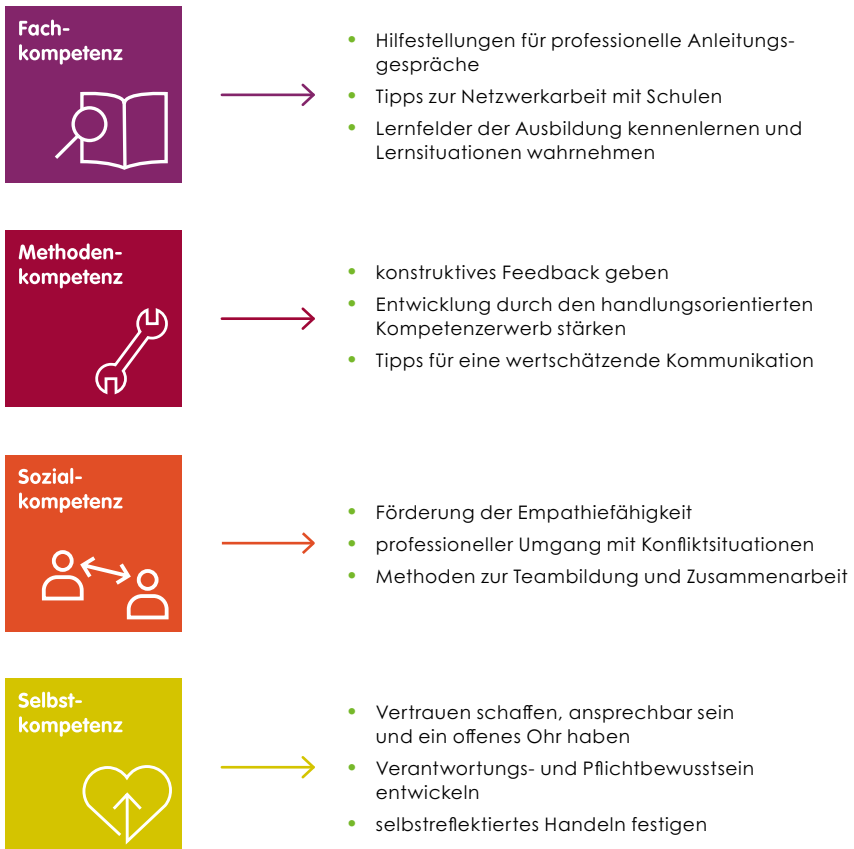 Fach-
kompetenz
• Hilfestellungen für professionelle Anleitungs-
gespräche
• Tipps zur Netzwerkarbeit mit Schulen
• Lernfelder der Ausbildung kennenlernen und
Lernsituationen wahrnehmen
Methoden-
kompetenz
• konstruktives Feedback geben
• Entwicklung durch den handlungsorientierten
Kompetenzerwerb stärken
• Tipps für eine wertschätzende Kommunikation
Sozial-
kompetenz
• Förderung der Empathiefähigkeit
• professioneller Umgang mit Konfliktsituationen
• Methoden zur Teambildung und Zusammenarbeit
Selbst-
kompetenz
• Vertrauen schaffen, ansprechbar sein
und ein offenes Ohr haben
• Verantwortungs- und Pflichtbewusstsein
entwickeln
• selbstreflektiertes Handeln festigen